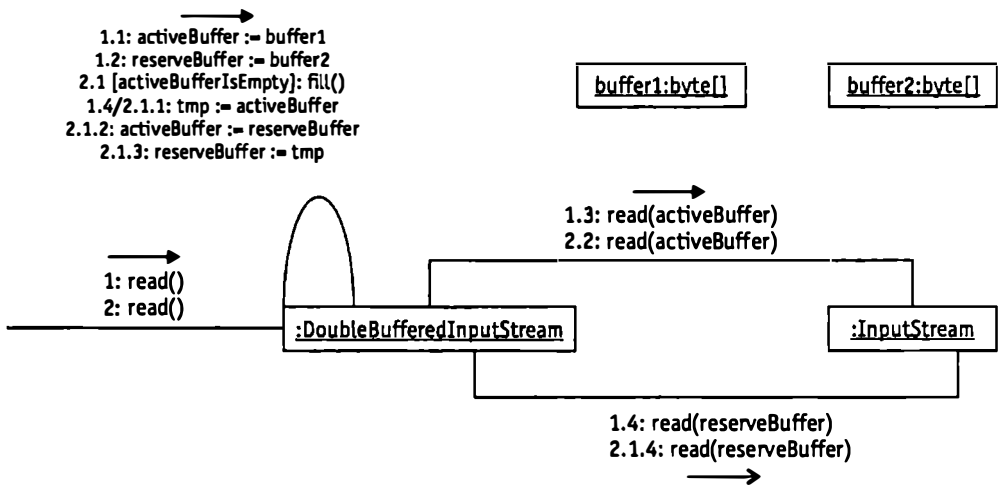 1.1: activeBuffer := buffer1
1.2: reserveBuffer := buffer2
2.1 [activeBufferIsEmpty]: fill()
1.4/2.1.1: tmp := activeBuffer
2.1.2: activeBuffer := reserveBuffer
2.1.3: reserveBuffer := tmp
buffer1:byte[]
buffer2:byte[]
1.3: read(activeBuffer)
2.2: read(activeBuffer)
1: read()
2: read()
:DoubleBufferedInputStream
:InputStream
1.4: read(reserveBuffer)
2.1.4: read(reserveBuffer)